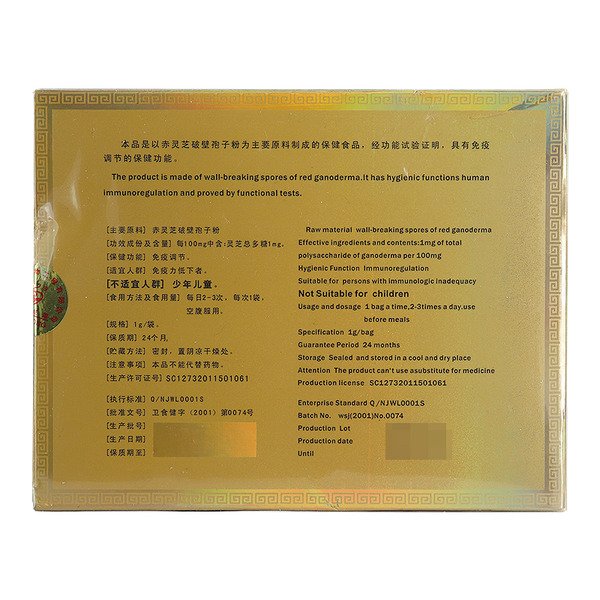 本品是以赤灵芝破壁孢子粉为主要原料制成的保健食品，经功能试验证明，具有免疫
调节的保健功能。
The product is made of wall-breaking spores of red ganoderma.It has hygienic functions human
immunoregulation and proved by functional tests.
[主要原料] 赤灵芝破壁孢子粉
[功效成份及含量] 每100mg中含：灵芝总多糖1mg。
[保健功能] 免疫调节。
[适宜人群] 免疫力低下者。
[不适宜人群] 少年儿童。
[食用方法及食用量] 每日2-3次，每次1袋，
空腹服用。
[规格] 1g/袋。
[保质期] 24个月。
[贮藏方法] 密封，置阴凉干燥处。
[注意事项] 本品不能代替药物。
[生产许可证号] SC12732011501061
[执行标准] Q/NJWL0001S
[批准文号] 卫食健字（2001）第0074号
[生产批号]
[生产日期]
[保质期至]
Raw material wall-breaking spores of red ganoderma
Effective ingredients and contents:1mg of total
polysaccharide of ganoderma per 100mg
Hygienic Function Immunoregulation
Suitable for persons with immunologic inadequacy
Not Suitable for children
Usage and dosage 1 bag a time,2-3times a day.use
before meals
Specification 1g/bag
Guarantee Period 24 months
Storage Sealed and stored in a cool and dry place
Attention The product can't use asubstitute for medicine
Production license SC12732011501061
Enterprise Standard Q/NJWL0001S
Batch No. wsj(2001)No.0074
Production Lot
Production date
Until